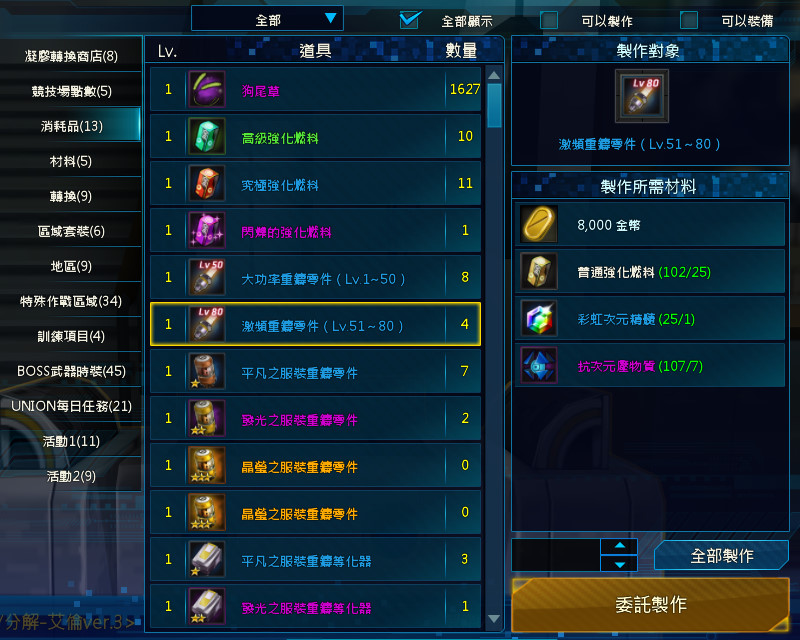 全部
全部顯示
可以製作
可以裝備
凝膠轉換商店(8)
競技場點數(5)
消耗品(13)
材料(5)
轉換(9)
區域套裝(6)
地區(9)
特殊作戰區域(34)
訓練項目(4)
BOSS武器時裝(45)
UNION每日任務(21)
活動1(11)
活動2(9)
Lv. 道具 數量
1 狗尾草 1627
1 高級強化燃料 10
1 究極強化燃料 11
1 閃爍的強化燃料 1
1 Lv 50 大功率重鑄零件 ( Lv.1~50 ) 8
1 Lv 80 激頻重鑄零件 ( Lv.51~80 ) 4
1 平凡之服裝重鑄零件 7
1 發光之服裝重鑄零件 2
1 晶瑩之服裝重鑄零件 0
1 晶瑩之服裝重鑄零件 0
1 平凡之服裝重鑄等化器 3
1 發光之服裝重鑄等化器 1
製作對象
Lv 80
激頻重鑄零件 ( Lv.51~80 )
製作所需材料
8,000 金幣
普通強化燃料 (102/25)
彩虹次元精髓 (25/1)
抗次元塵物質 (107/7)
全部製作
委託製作
/分解-艾倫ver.3>